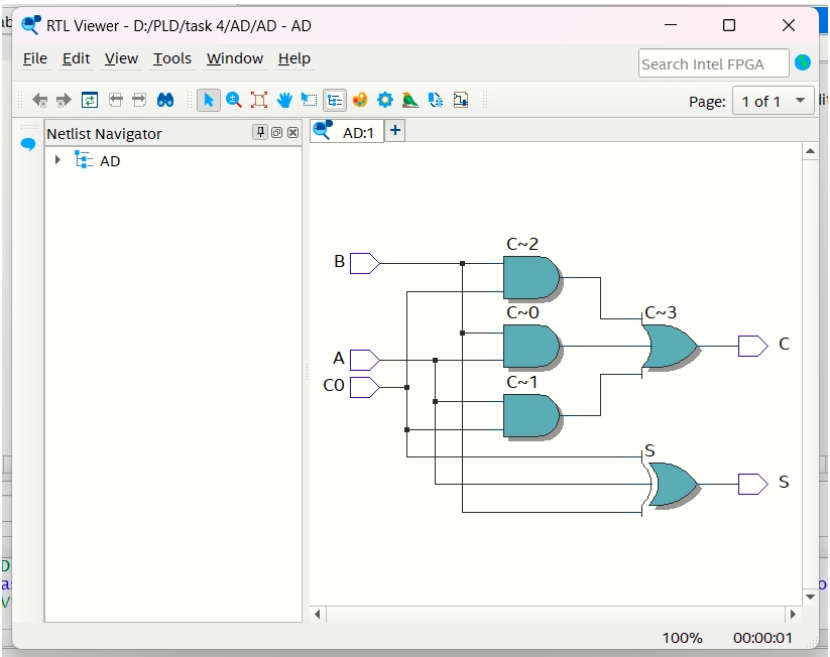 RTL Viewer - D:/PLD/task 4/AD/AD - AD
File Edit View Tools Window Help
Search Intel FPGA
Page: 1 of 1
Netlist Navigator
AD:1
AD
C~2
B
C~0
C~3
A
C
C0
C~1
S
S
100% 00:00:01